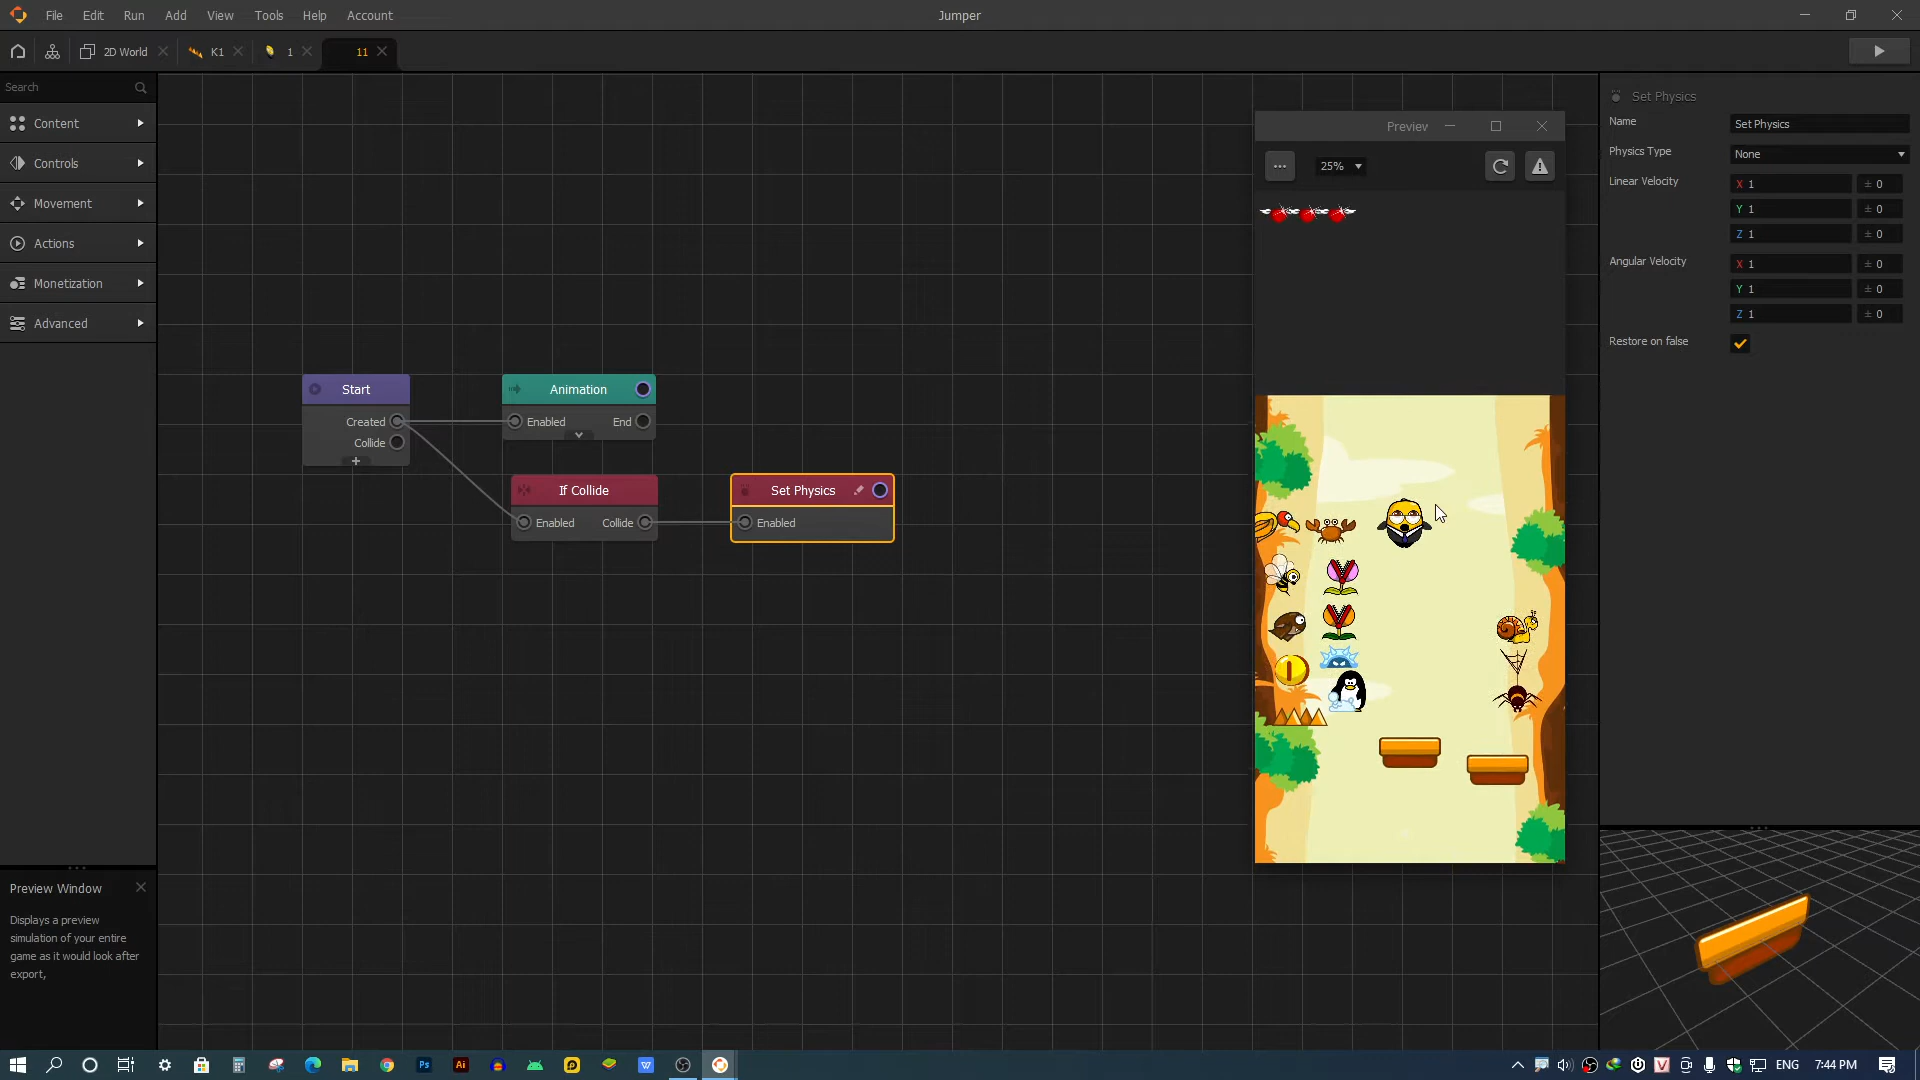 File Edit Run Add View Tools Help Account
Jumper
2D World K1 1 11
Search
Content
Controls
Movement
Actions
Monetization
Advanced
Start
Created
Collide
+
Animation
Enabled End
If Collide
Enabled Collide
Set Physics
Enabled
Preview
...
25%
Set Physics
Name Set Physics
Physics Type None
Linear Velocity X 1 ± 0
Y 1 ± 0
Z 1 ± 0
Angular Velocity X 1 ± 0
Y 1 ± 0
Z 1 ± 0
Restore on false
Preview Window
Displays a preview
simulation of your entire
game as it would look after
export,
Ps Ai W V ENG 7:44 PM